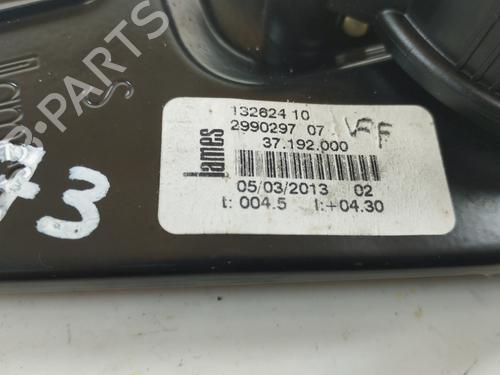 B-PARTS
S
132624 10
2990297 07 VFF
37.192.000
lames
05/03/2013 02
t: 004.5 l:+04.30
3